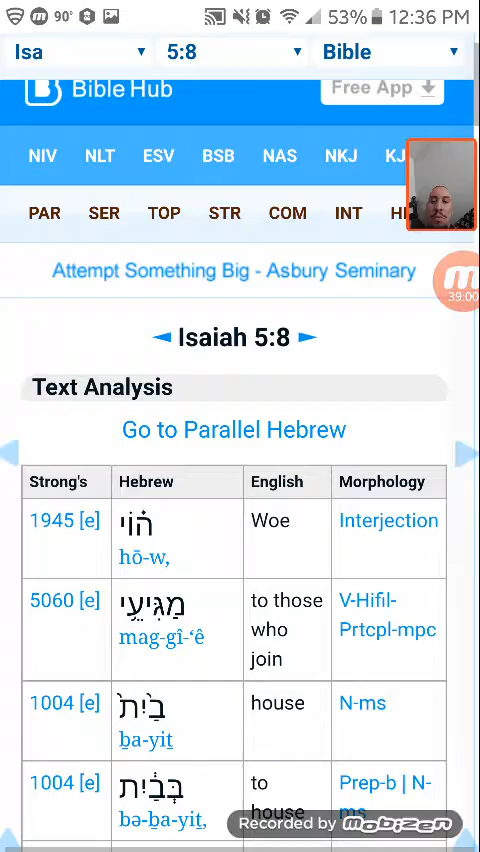 90° 53% 12:36 PM
Isa 5:8 Bible
Bible Hub Free App
NIV NLT ESV BSB NAS NKJ KJ
PAR SER TOP STR COM INT
Attempt Something Big - Asbury Seminary
39:00
◄ Isaiah 5:8 ►
Text Analysis
Go to Parallel Hebrew
Strong's Hebrew English Morphology
1945 [e] ה֗וֹי Woe Interjection
hō-w,
5060 [e] מַגִּיעֵ֥י to those V-Hifil-
mag-gî-‘ê who Prtcpl-mpc
join
1004 [e] בַ֙יִת֙ house N-ms
ḇa-yiṯ
1004 [e] בְּבַ֔יִת to Prep-b | N-
bə-ḇa-yiṯ, house ms
Recorded by mobizen